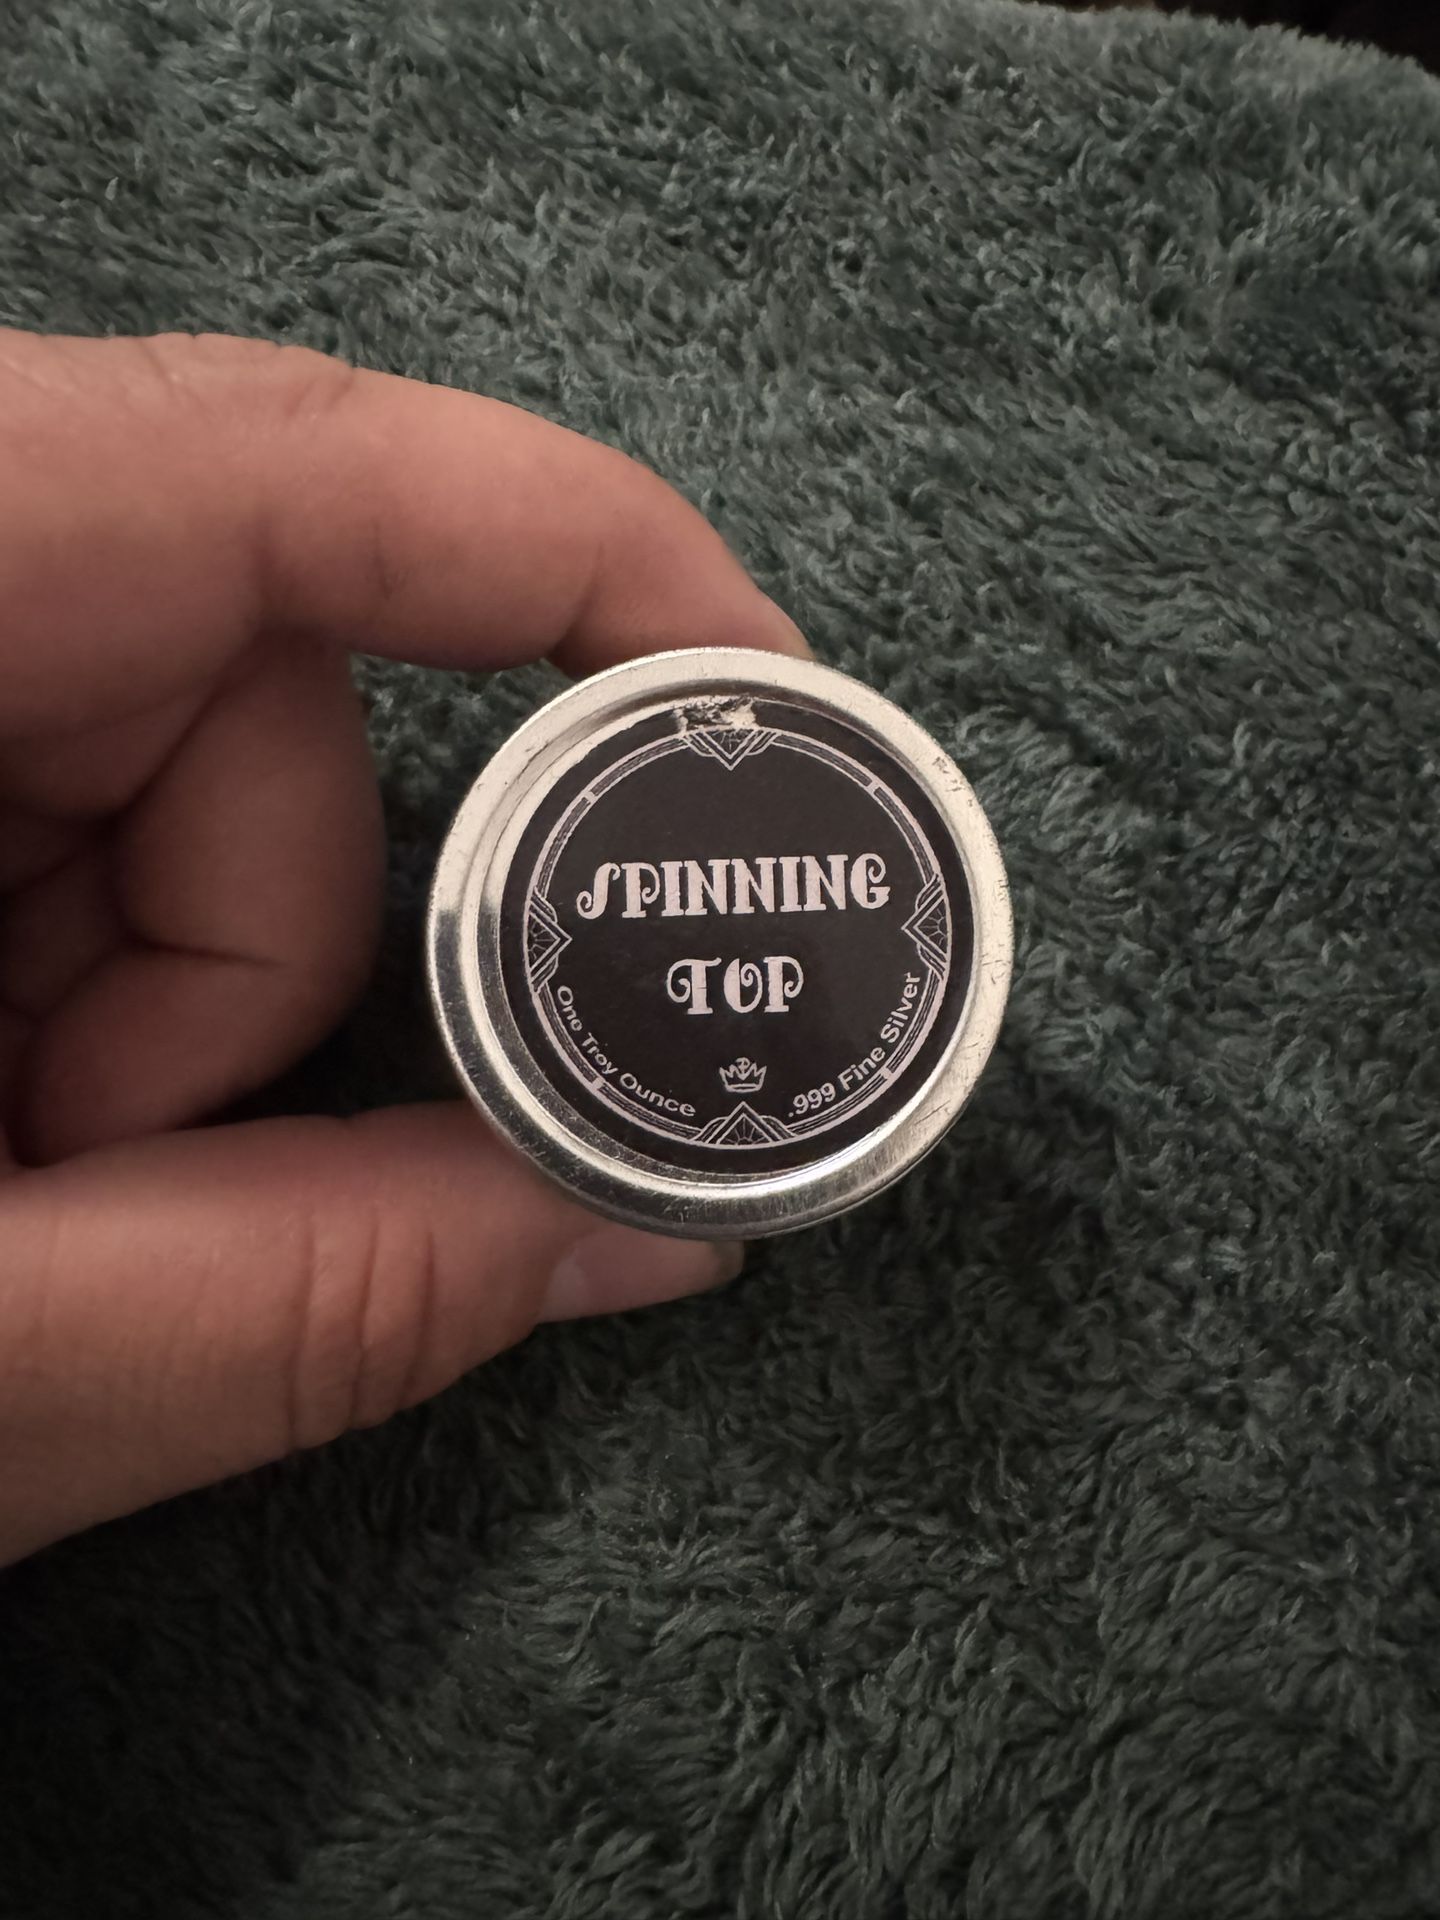 SPINNING
TOP
One Troy Ounce
.999 Fine Silver